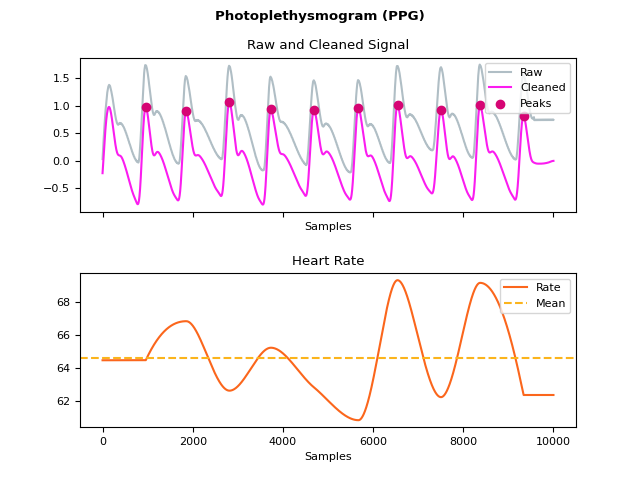 Photoplethysmogram (PPG)
Raw and Cleaned Signal
Raw
Cleaned
Peaks
1.5
1.0
0.5
0.0
−0.5
Samples
Heart Rate
Rate
Mean
68
66
64
62
0 2000 4000 6000 8000 10000
Samples